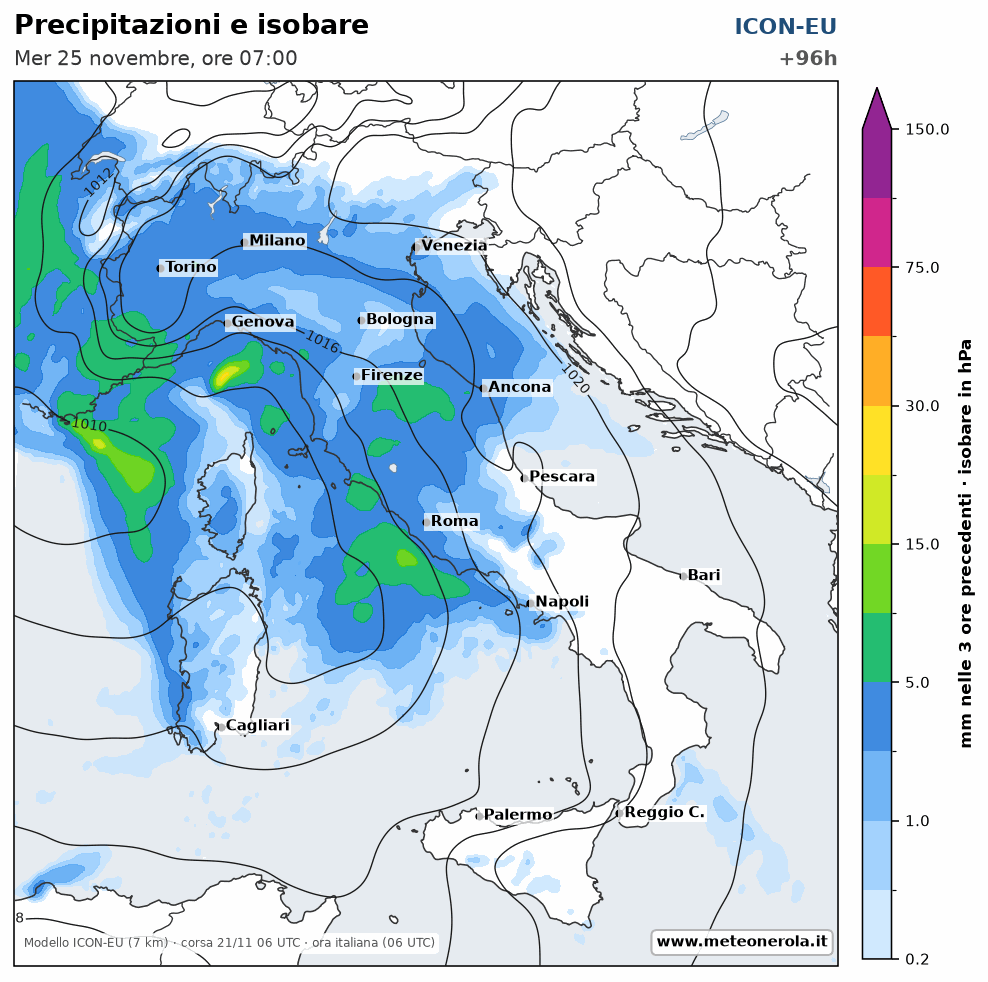 Precipitazioni e isobare
ICON-EU
Mer 25 novembre, ore 07:00
+96h
150.0
1012
Milano
Venezia
Torino
75.0
Genova
Bologna
1016
Firenze
1020
Ancona
30.0
1010
Pescara
Roma
15.0
Bari
Napoli
5.0
Cagliari
Palermo
Reggio C.
1.0
8
Modello ICON-EU (7 km) · corsa 21/11 06 UTC · ora italiana (06 UTC)
www.meteonerola.it
0.2
mm nelle 3 ore precedenti · isobare in hPa